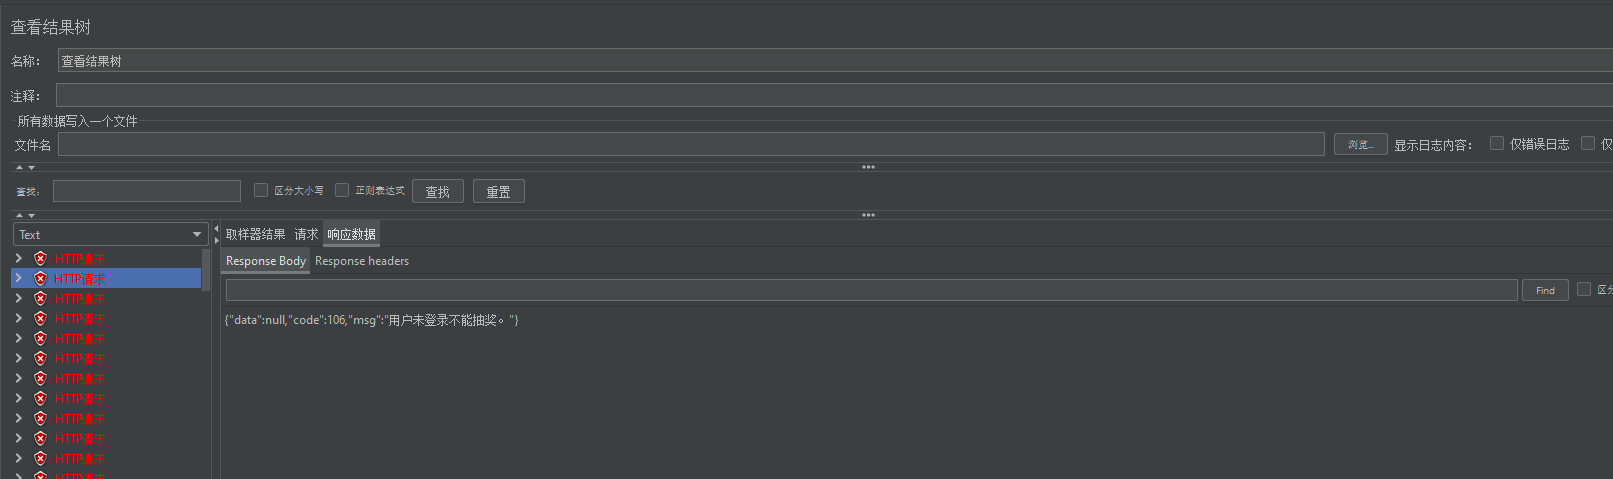 查看结果树
名称： 查看结果树
注释：
所有数据写入一个文件
文件名 浏览... 显示日志内容： 仅错误日志 仅
查找： 区分大小写 正则表达式 查找 重置
Text 取样器结果 请求 响应数据
HTTP请求 Response Body Response headers
HTTP请求
HTTP请求 Find 区分
HTTP请求 {"data":null,"code":106,"msg":"用户未登录不能抽奖。"}
HTTP请求
HTTP请求
HTTP请求
HTTP请求
HTTP请求
HTTP请求
HTTP请求
HTTP请求